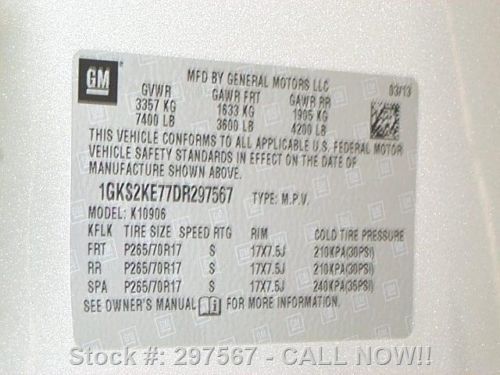 GM
MFD BY GENERAL MOTORS LLC
GVWR GAWR FRT GAWR RR 03/13
3357 KG 1633 KG 1905 KG
7400 LB 3600 LB 4200 LB
THIS VEHICLE CONFORMS TO ALL APPLICABLE U.S. FEDERAL MOTOR
VEHICLE SAFETY STANDARDS IN EFFECT ON THE DATE OF
MANUFACTURE SHOWN ABOVE.
1GKS2KE77DR297567 TYPE: M.P.V.
MODEL: K10906
KFLK TIRE SIZE SPEED RTG RIM COLD TIRE PRESSURE
FRT P265/70R17 S 17X7.5J 210KPA(30PSI)
RR P265/70R17 S 17X7.5J 210KPA(30PSI)
SPA P265/70R17 S 17X7.5J 240KPA(35PSI)
SEE OWNER'S MANUAL i FOR MORE INFORMATION.
Stock #: 297567 - CALL NOW!!